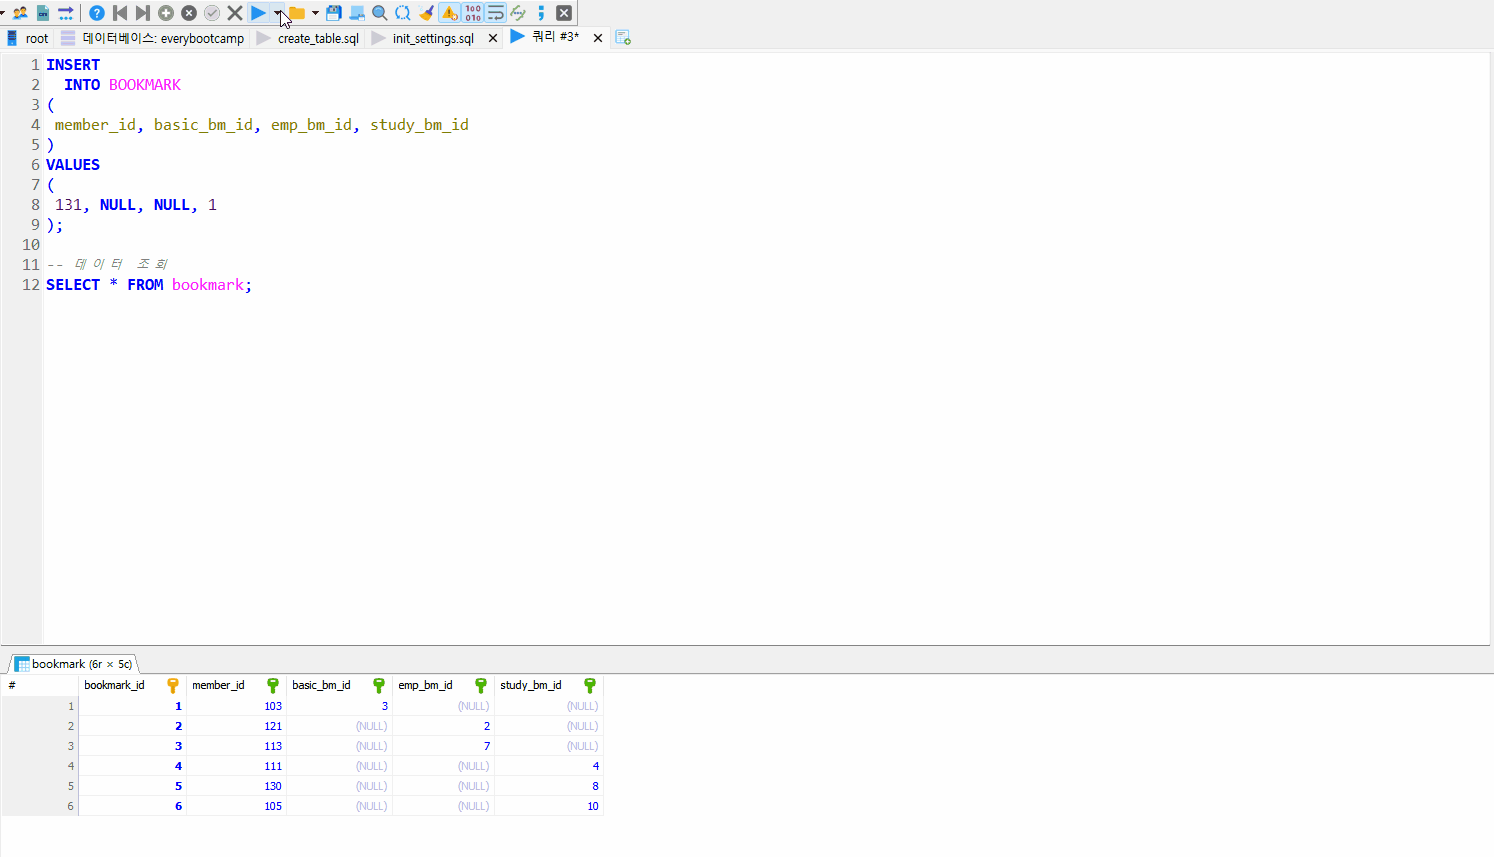 root 데이터베이스: everybootcamp create_table.sql init_settings.sql 쿼리 #3*
1 INSERT
2 INTO BOOKMARK
3 (
4 member_id, basic_bm_id, emp_bm_id, study_bm_id
5 )
6 VALUES
7 (
8 131, NULL, NULL, 1
9 );
10
11 -- 데이터 조회
12 SELECT * FROM bookmark;
bookmark (6r × 5c)
# bookmark_id member_id basic_bm_id emp_bm_id study_bm_id
1 1 103 3 (NULL) (NULL)
2 2 121 (NULL) 2 (NULL)
3 3 113 (NULL) 7 (NULL)
4 4 111 (NULL) (NULL) 4
5 5 130 (NULL) (NULL) 8
6 6 105 (NULL) (NULL) 10